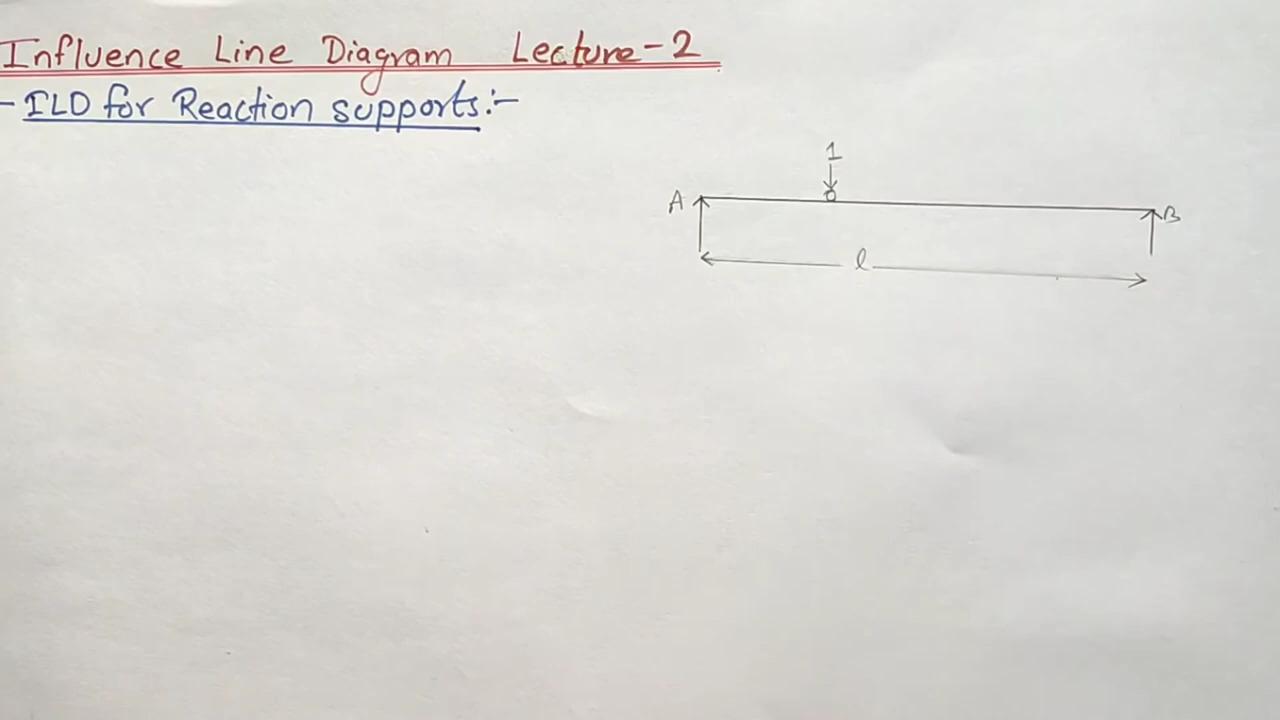 Influence Line Diagram Lecture-2
- ILD for Reaction supports:-
1
A
B
l